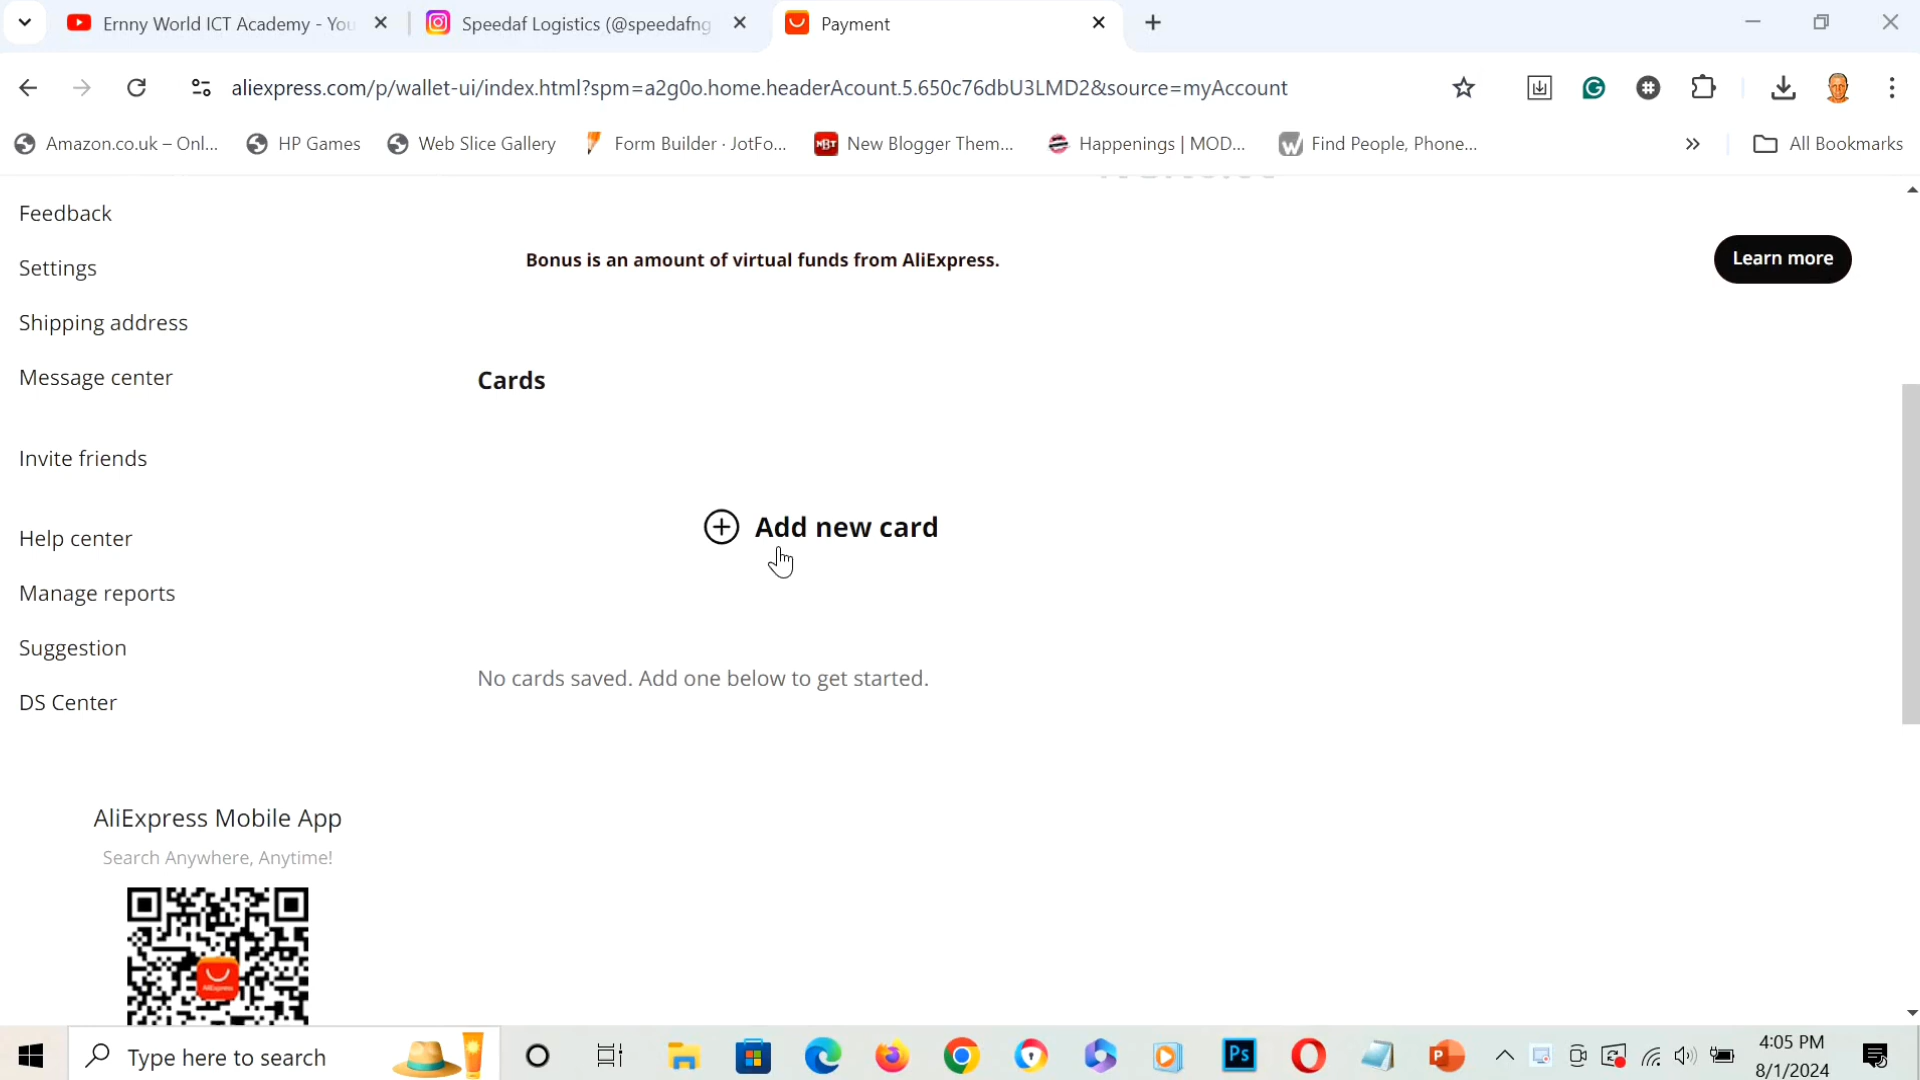 Ernny World ICT Academy - You
Speedaf Logistics (@speedafng
Payment
aliexpress.com/p/wallet-ui/index.html?spm=a2g0o.home.headerAcount.5.650c76dbU3LMD2&source=myAccount
Amazon.co.uk – Onl...
HP Games
Web Slice Gallery
Form Builder · JotFo...
NBT
New Blogger Them...
Happenings | MOD...
Find People, Phone...
All Bookmarks
Feedback
Settings
Shipping address
Message center
Invite friends
Help center
Manage reports
Suggestion
DS Center
AliExpress Mobile App
Search Anywhere, Anytime!
AliExpress
Bonus is an amount of virtual funds from AliExpress.
Learn more
Cards
Add new card
No cards saved. Add one below to get started.
Type here to search
Ps
4:05 PM
8/1/2024